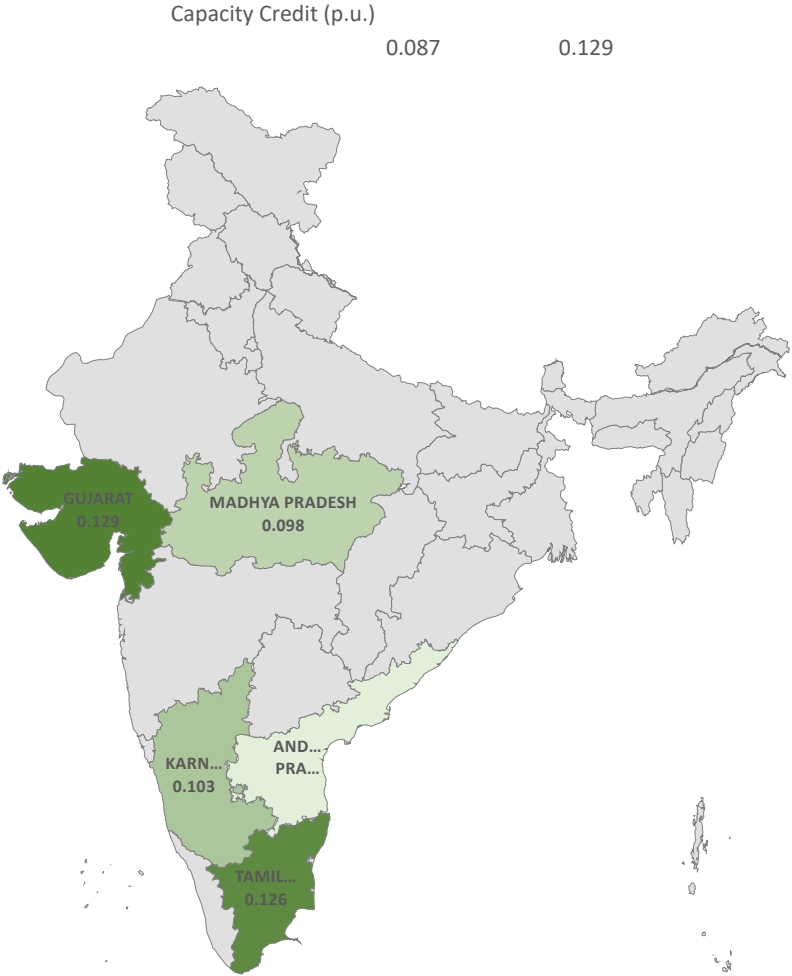 Capacity Credit (p.u.)
0.087 0.129
GUJARAT
0.129
MADHYA PRADESH
0.098
AND...
PRA...
KARN...
0.103
TAMIL...
0.126